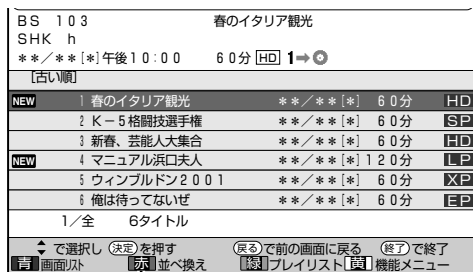 BS 103 春のイタリア観光
SHK h
**／**[*]午後10:00 60分 HD 1➡
[古い順]
NEW 1 春のイタリア観光 **／**[*] 60分 HD
2 K－5格闘技選手権 **／**[*] 60分 SP
3 新春、芸能人大集合 **／**[*] 60分 HD
NEW 4 マニュアル浜口夫人 **／**[*] 120分 LP
5 ウィンブルドン2001 **／**[*] 60分 XP
6 俺は待ってないぜ **／**[*] 60分 EP
1／全 6タイトル
で選択し 決定 を押す 戻る で前の画面に戻る 終了 で終了
青 画面リスト 赤 並べ換え 緑 プレイリスト 黄 機能メニュー